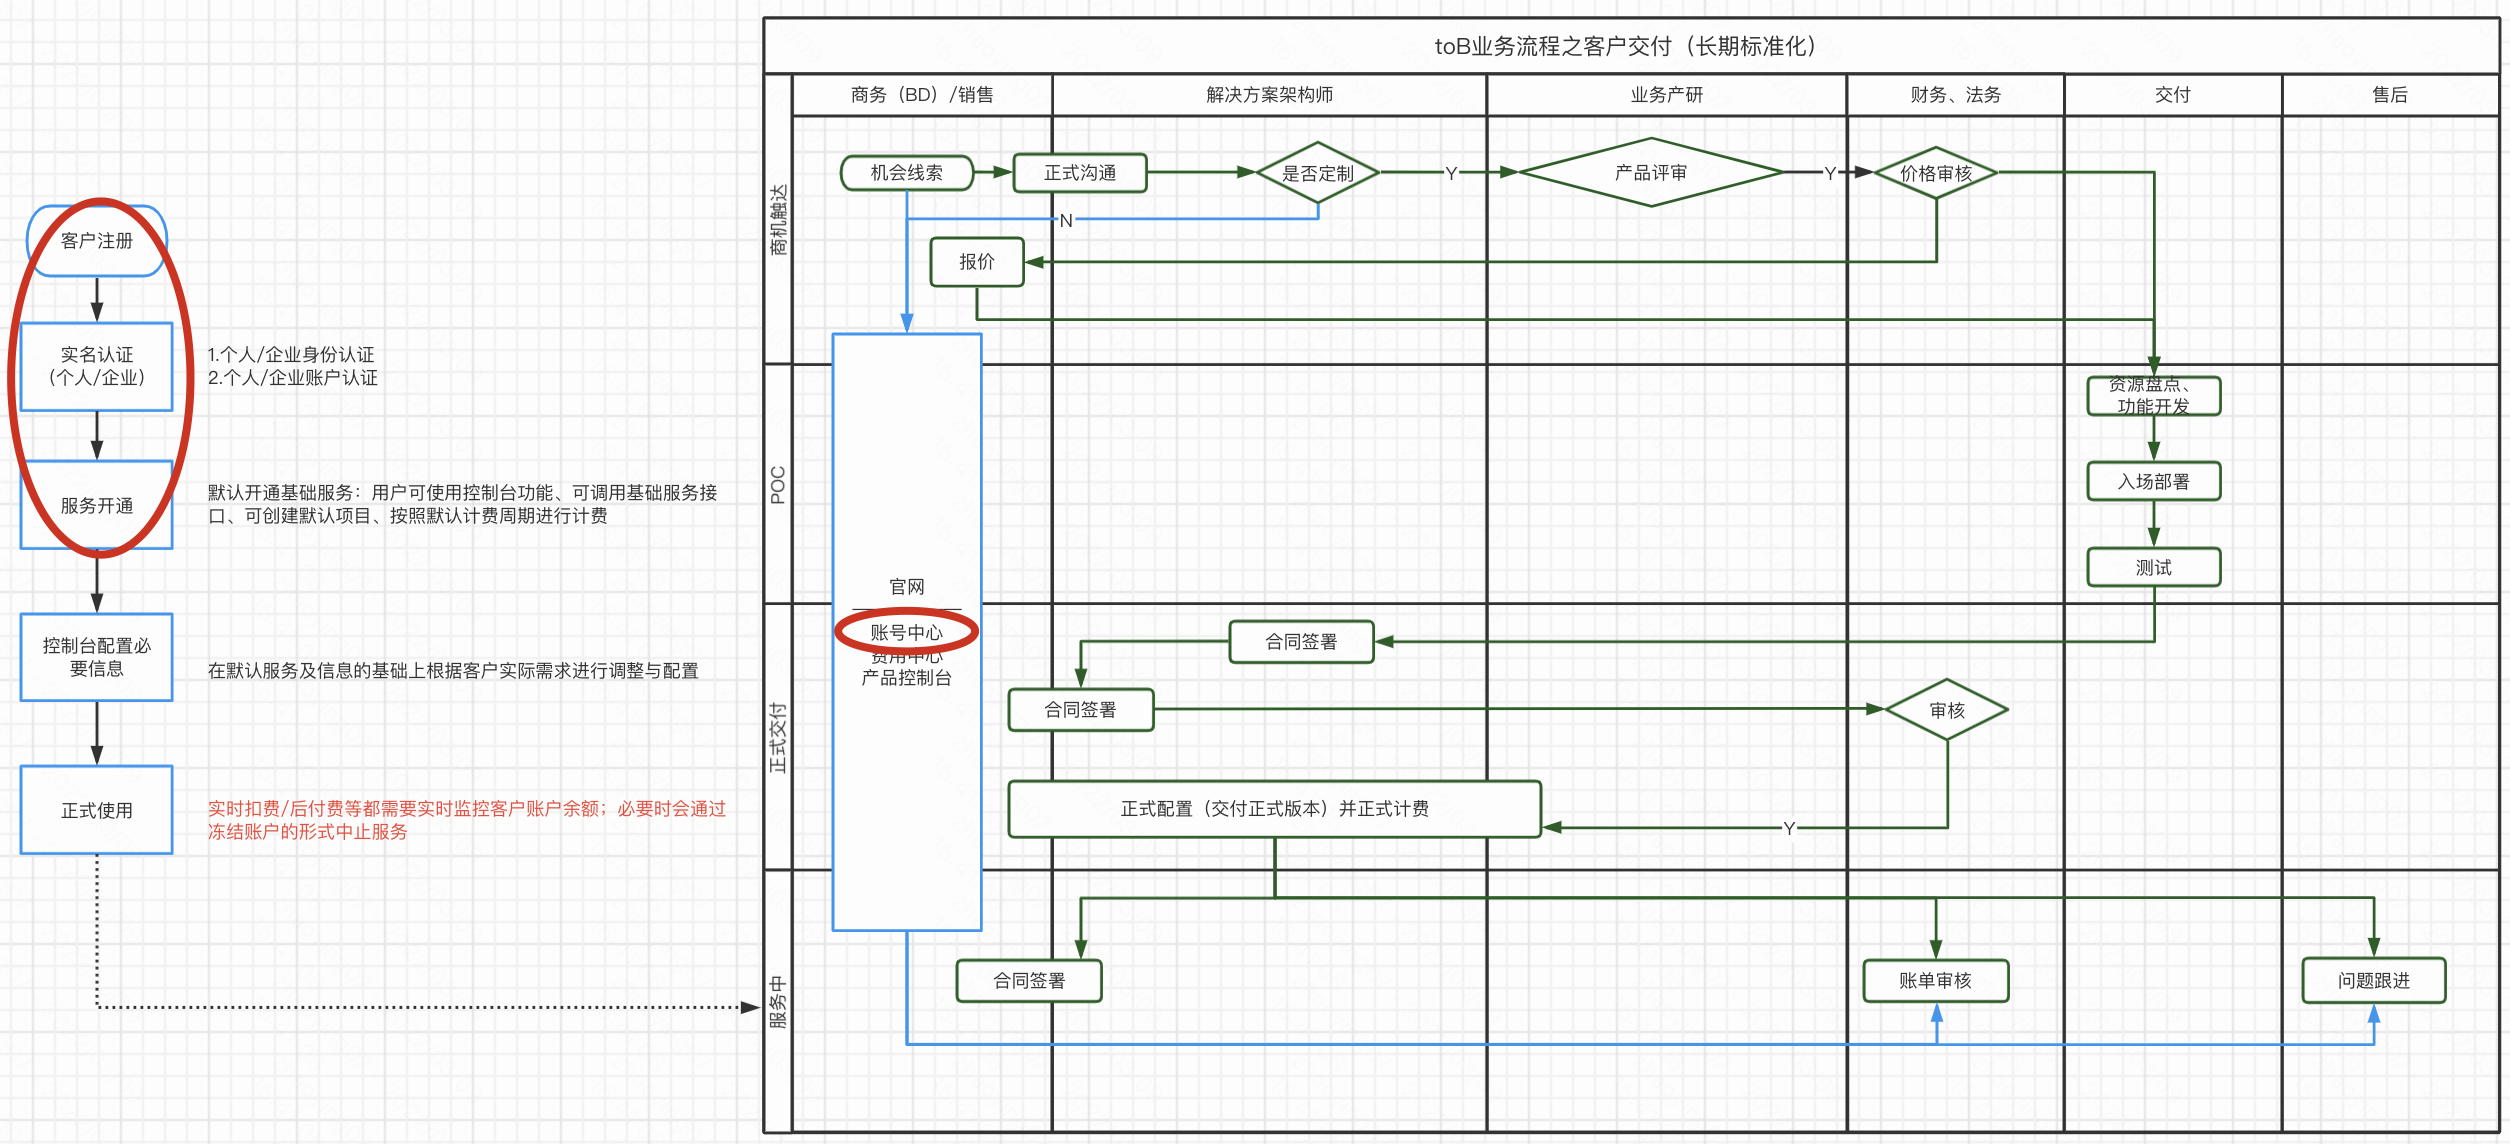 toB业务流程之客户交付（长期标准化）
商务（BD）/销售
解决方案架构师
业务产研
财务、法务
交付
售后
商机触达
机会线索
正式沟通
是否定制
Y
产品评审
Y
价格审核
N
报价
客户注册
实名认证
（个人/企业）
1.个人/企业身份认证
2.个人/企业账户认证
服务开通
默认开通基础服务：用户可使用控制台功能、可调用基础服务接
口、可创建默认项目、按照默认计费周期进行计费
控制台配置必
要信息
在默认服务及信息的基础上根据客户实际需求进行调整与配置
正式使用
实时扣费/后付费等都需要实时监控客户账户余额；必要时会通过
冻结账户的形式中止服务
POC
资源盘点、
功能开发
入场部署
测试
官网
账号中心
费用中心
产品控制台
正式交付
合同签署
合同签署
审核
正式配置（交付正式版本）并正式计费
Y
服务中
合同签署
账单审核
问题跟进